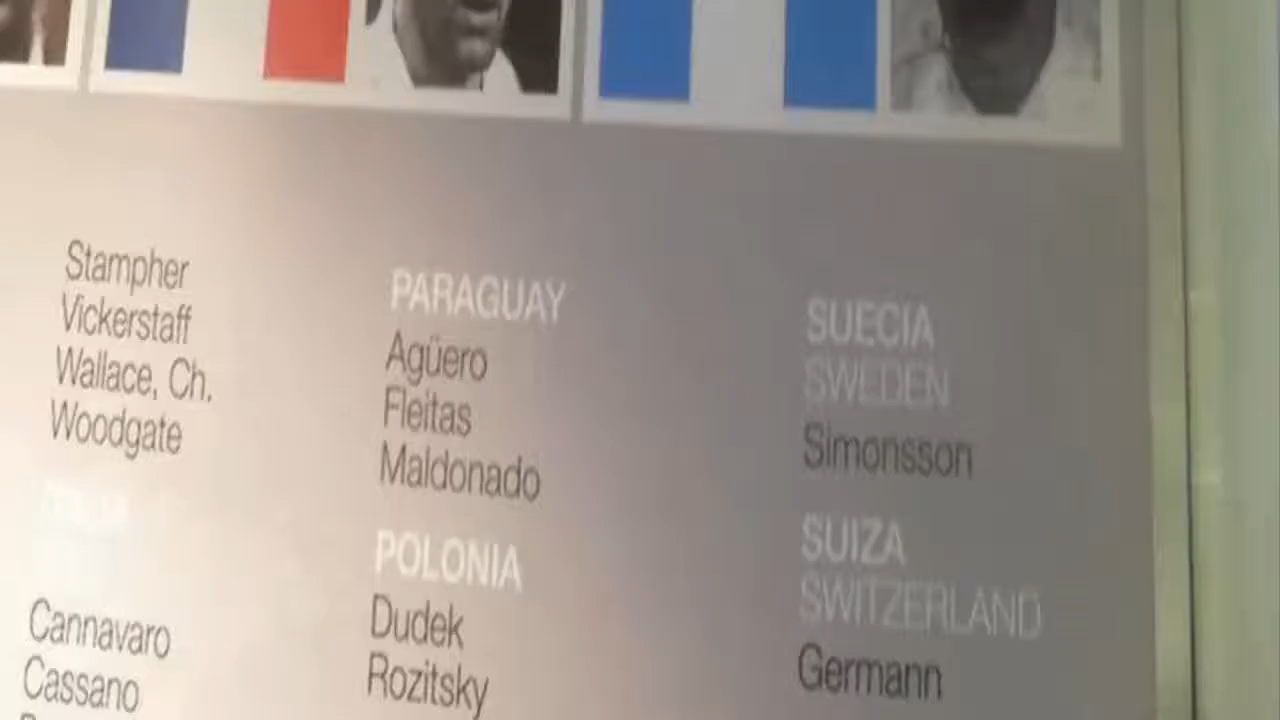 Stampher
Vickerstaff
Wallace, Ch.
Woodgate
Cannavaro
Cassano
PARAGUAY
Agüero
Fleitas
Maldonado
POLONIA
Dudek
Rozitsky
SUECIA
SWEDEN
Simonsson
SUIZA
SWITZERLAND
Germann